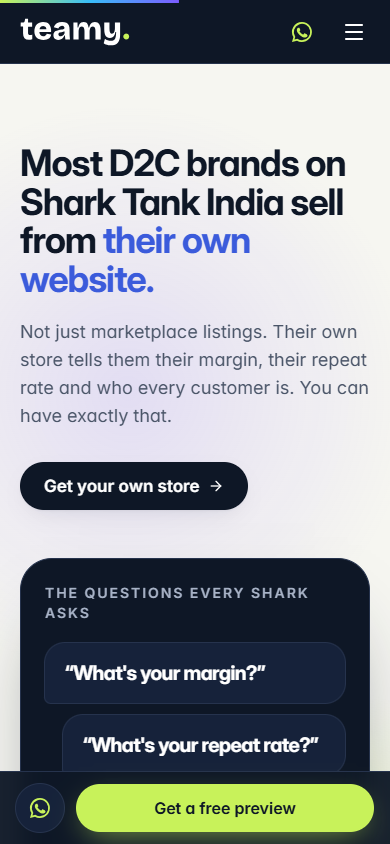 teamy.
Most D2C brands on
Shark Tank India sell
from their own
website.
Not just marketplace listings. Their own
store tells them their margin, their repeat
rate and who every customer is. You can
have exactly that.
Get your own store →
THE QUESTIONS EVERY SHARK
ASKS
“What's your margin?”
“What's your repeat rate?”
Get a free preview